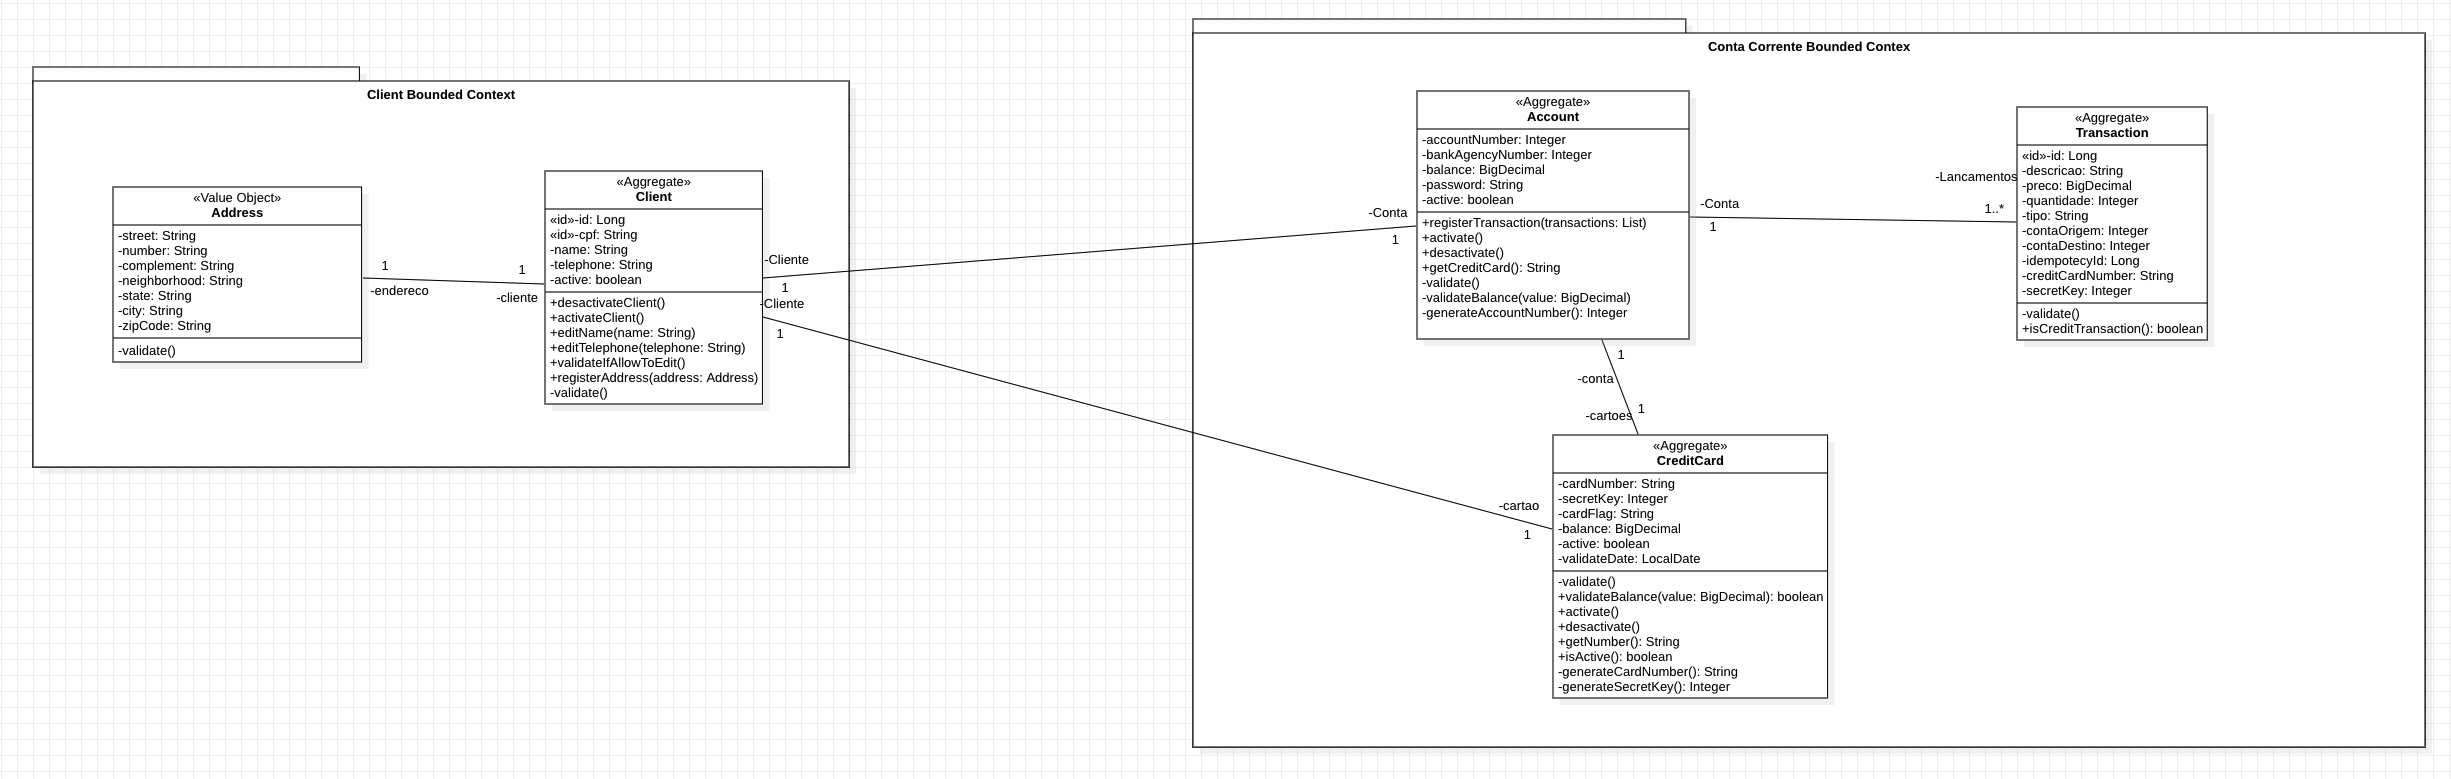 Client Bounded Context
«Value Object»
Address
-street: String
-number: String
-complement: String
-neighborhood: String
-state: String
-city: String
-zipCode: String
-validate()
1
-endereco
1
-cliente
«Aggregate»
Client
«id»-id: Long
«id»-cpf: String
-name: String
-telephone: String
-active: boolean
+desactivateClient()
+activateClient()
+editName(name: String)
+editTelephone(telephone: String)
+validateIfAllowToEdit()
+registerAddress(address: Address)
-validate()
-Cliente
1
-Cliente
1
Conta Corrente Bounded Contex
-Conta
1
«Aggregate»
Account
-accountNumber: Integer
-bankAgencyNumber: Integer
-balance: BigDecimal
-password: String
-active: boolean
+registerTransaction(transactions: List)
+activate()
+desactivate()
+getCreditCard(): String
-validate()
-validateBalance(value: BigDecimal)
-generateAccountNumber(): Integer
-Conta
1
-Lancamentos
1..*
«Aggregate»
Transaction
«id»-id: Long
-descricao: String
-preco: BigDecimal
-quantidade: Integer
-tipo: String
-contaOrigem: Integer
-contaDestino: Integer
-idempotecyId: Long
-creditCardNumber: String
-secretKey: Integer
-validate()
+isCreditTransaction(): boolean
1
-conta
1
-cartoes
-cartao
1
«Aggregate»
CreditCard
-cardNumber: String
-secretKey: Integer
-cardFlag: String
-balance: BigDecimal
-active: boolean
-validateDate: LocalDate
-validate()
+validateBalance(value: BigDecimal): boolean
+activate()
+desactivate()
+getNumber(): String
+isActive(): boolean
-generateCardNumber(): String
-generateSecretKey(): Integer